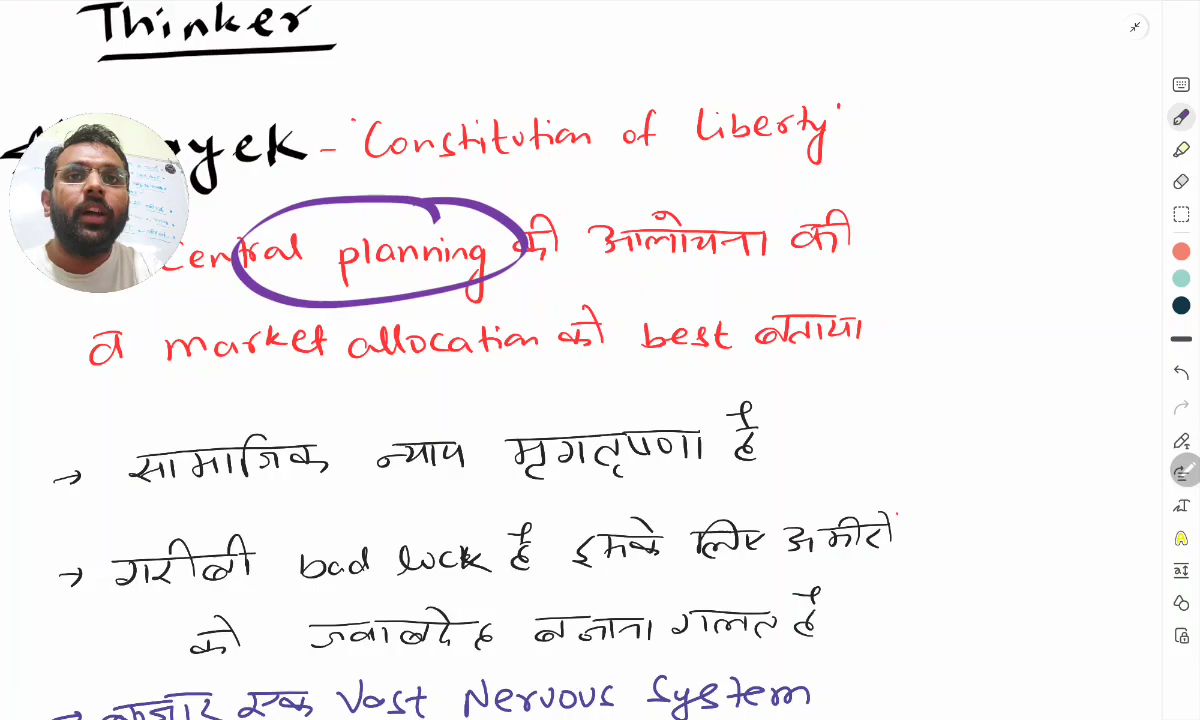 Thinker
- 'Constitution of Liberty'
Central planning की आलोचना की
व market allocation को best बताया
→ सामाजिक न्याय मृगतृष्णा है
→ गरीबी bad luck है इसके लिए अमीरो
को जवाबदेह बनाना गलत है
→ बाजार एक Vast Nervous System